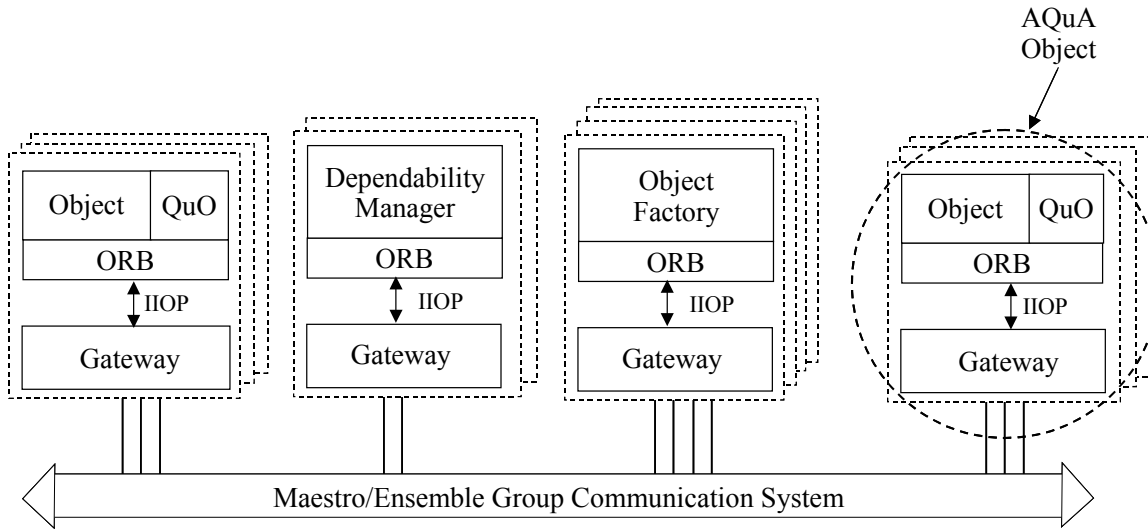 AQuA
Object
Object
QuO
ORB
IIOP
Gateway
Dependability
Manager
ORB
IIOP
Gateway
Object
Factory
ORB
IIOP
Gateway
Object
QuO
ORB
IIOP
Gateway
Maestro/Ensemble Group Communication System